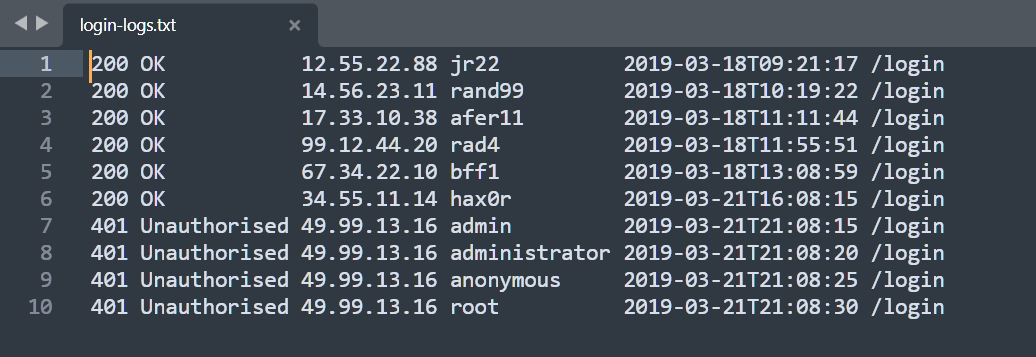 login-logs.txt ×
1 200 OK 12.55.22.88 jr22 2019-03-18T09:21:17 /login
2 200 OK 14.56.23.11 rand99 2019-03-18T10:19:22 /login
3 200 OK 17.33.10.38 afer11 2019-03-18T11:11:44 /login
4 200 OK 99.12.44.20 rad4 2019-03-18T11:55:51 /login
5 200 OK 67.34.22.10 bff1 2019-03-18T13:08:59 /login
6 200 OK 34.55.11.14 hax0r 2019-03-21T16:08:15 /login
7 401 Unauthorised 49.99.13.16 admin 2019-03-21T21:08:15 /login
8 401 Unauthorised 49.99.13.16 administrator 2019-03-21T21:08:20 /login
9 401 Unauthorised 49.99.13.16 anonymous 2019-03-21T21:08:25 /login
10 401 Unauthorised 49.99.13.16 root 2019-03-21T21:08:30 /login